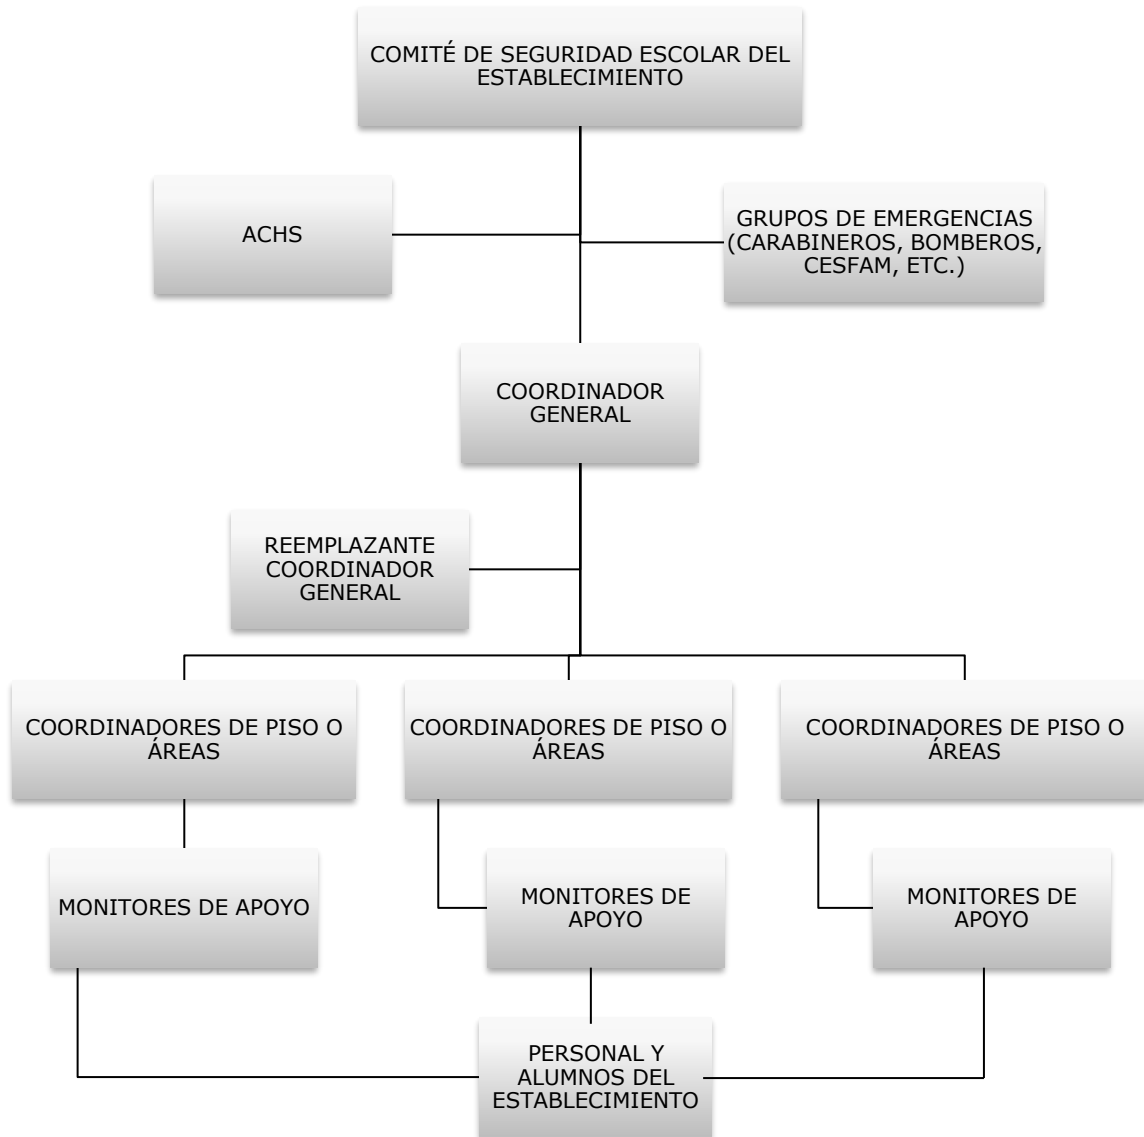 COMITÉ DE SEGURIDAD ESCOLAR DEL
ESTABLECIMIENTO
ACHS
GRUPOS DE EMERGENCIAS
(CARABINEROS, BOMBEROS,
CESFAM, ETC.)
COORDINADOR
GENERAL
REEMPLAZANTE
COORDINADOR
GENERAL
COORDINADORES DE PISO O
ÁREAS
COORDINADORES DE PISO O
ÁREAS
COORDINADORES DE PISO O
ÁREAS
MONITORES DE APOYO
MONITORES DE
APOYO
MONITORES DE
APOYO
PERSONAL Y
ALUMNOS DEL
ESTABLECIMIENTO